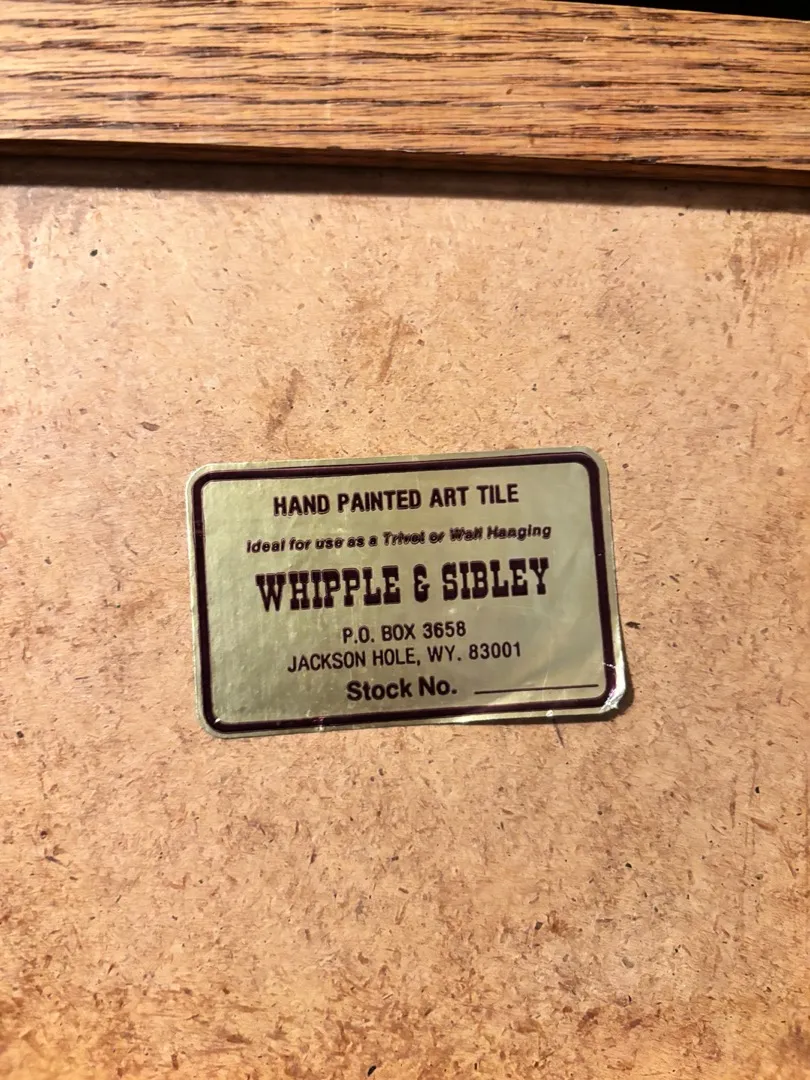 HAND PAINTED ART TILE
Ideal for use as a Trivet or Wall Hanging
WHIPPLE & SIBLEY
P.O. BOX 3658
JACKSON HOLE, WY. 83001
Stock No.